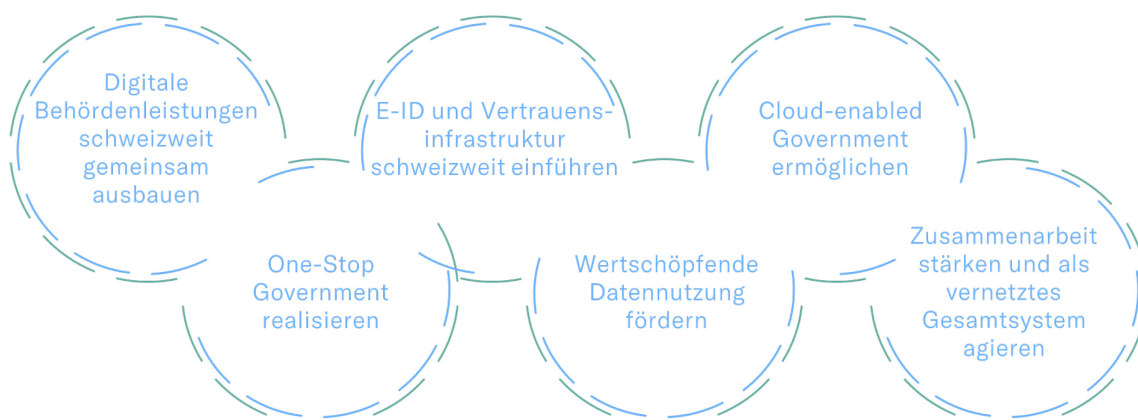 Digitale
Behördenleistungen
schweizweit
gemeinsam
ausbauen
One-Stop
Government
realisieren
E-ID und Vertrauens-
infrastruktur
schweizweit einführen
Wertschöpfende
Datennutzung
fördern
Cloud-enabled
Government
ermöglichen
Zusammenarbeit
stärken und als
vernetztes
Gesamtsystem
agieren